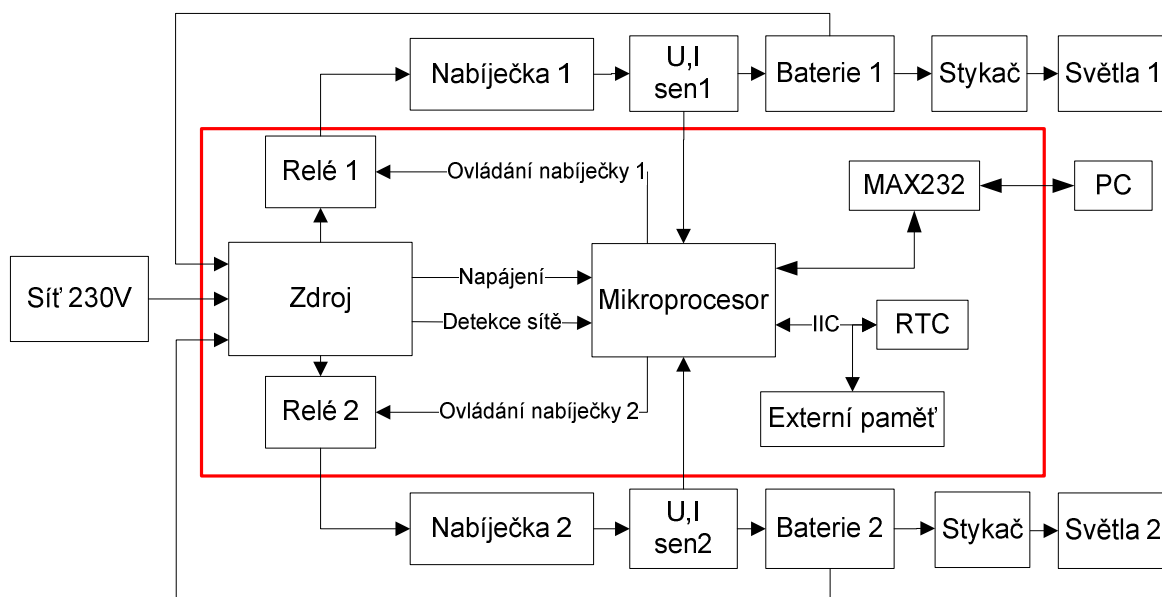 Nabíječka 1
U,I
sen1
Baterie 1
Stykač
Světla 1
Relé 1
Ovládání nabíječky 1
MAX232
PC
Síť 230V
Zdroj
Napájení
Detekce sítě
Mikroprocesor
IIC
RTC
Relé 2
Ovládání nabíječky 2
Externí paměť
Nabíječka 2
U,I
sen2
Baterie 2
Stykač
Světla 2